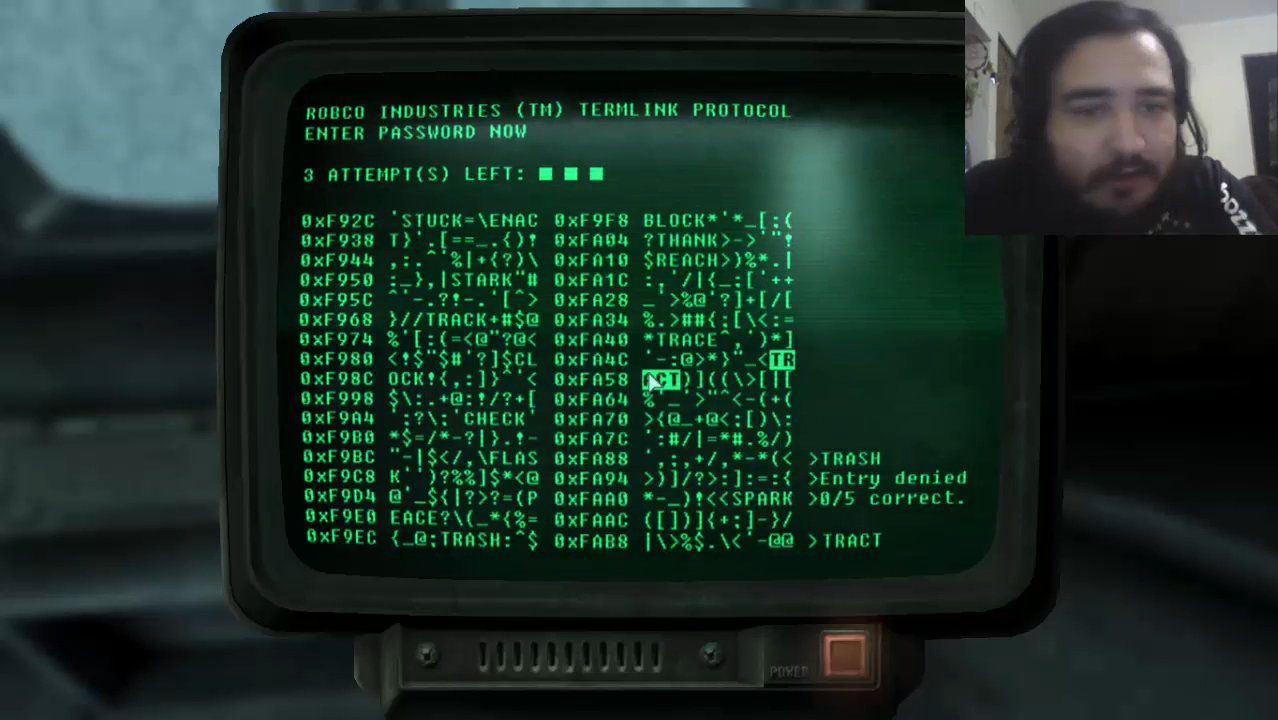 ROBCO INDUSTRIES (TM) TERMLINK PROTOCOL
ENTER PASSWORD NOW
3 ATTEMPT(S) LEFT:
0xF92C 'STUCK=\ENAC
0xF938 T}'.[==_.{)!
0xF944 ,:.^'%|+{?)\
0xF950 :_},|STARK"#
0xF95C ^'-.?!-.'[^>
0xF968 }//TRACK+#$@
0xF974 %'[:(=<@"?@<
0xF980 <!$"$#'?]$CL
0xF98C OCK!{,:]}^'<
0xF998 $\:.+@:!/?+[
0xF9A4 ':?\:'CHECK'
0xF9B0 *$=/*-?|}.!-
0xF9BC "-|$</,\FLAS
0xF9C8 K'')?%%]$*<@
0xF9D4 @'_${|?>?=(P
0xF9E0 EACE?\(_*{%=
0xF9EC {_@;TRASH:^$
0xF9F8 BLOCK*'*_[;(
0xFA04 ?THANK>->'"!
0xFA10 $REACH>)%*.|
0xFA1C :,'/|{_:['++
0xFA28 _'>%@'?]+[/[
0xFA34 %.>##{:[\<:=
0xFA40 *TRACE^,')*]
0xFA4C '-:@>*}"_<TR
0xFA58 ACT)]((\>[|[
0xFA64 %'_'>"^<-(+(
0xFA70 >{@_+@<:[)\:
0xFA7C ':#/|=*#.%/)
0xFA88 ',:,+/,*-*(<
0xFA94 >)]/?>:]:=:{
0xFAA0 *-_)!<<SPARK
0xFAAC ([])]{+;]-}/
0xFAB8 |\>%$.\<'-@@
>TRASH
>Entry denied
>0/5 correct.
>TRACT
POWER